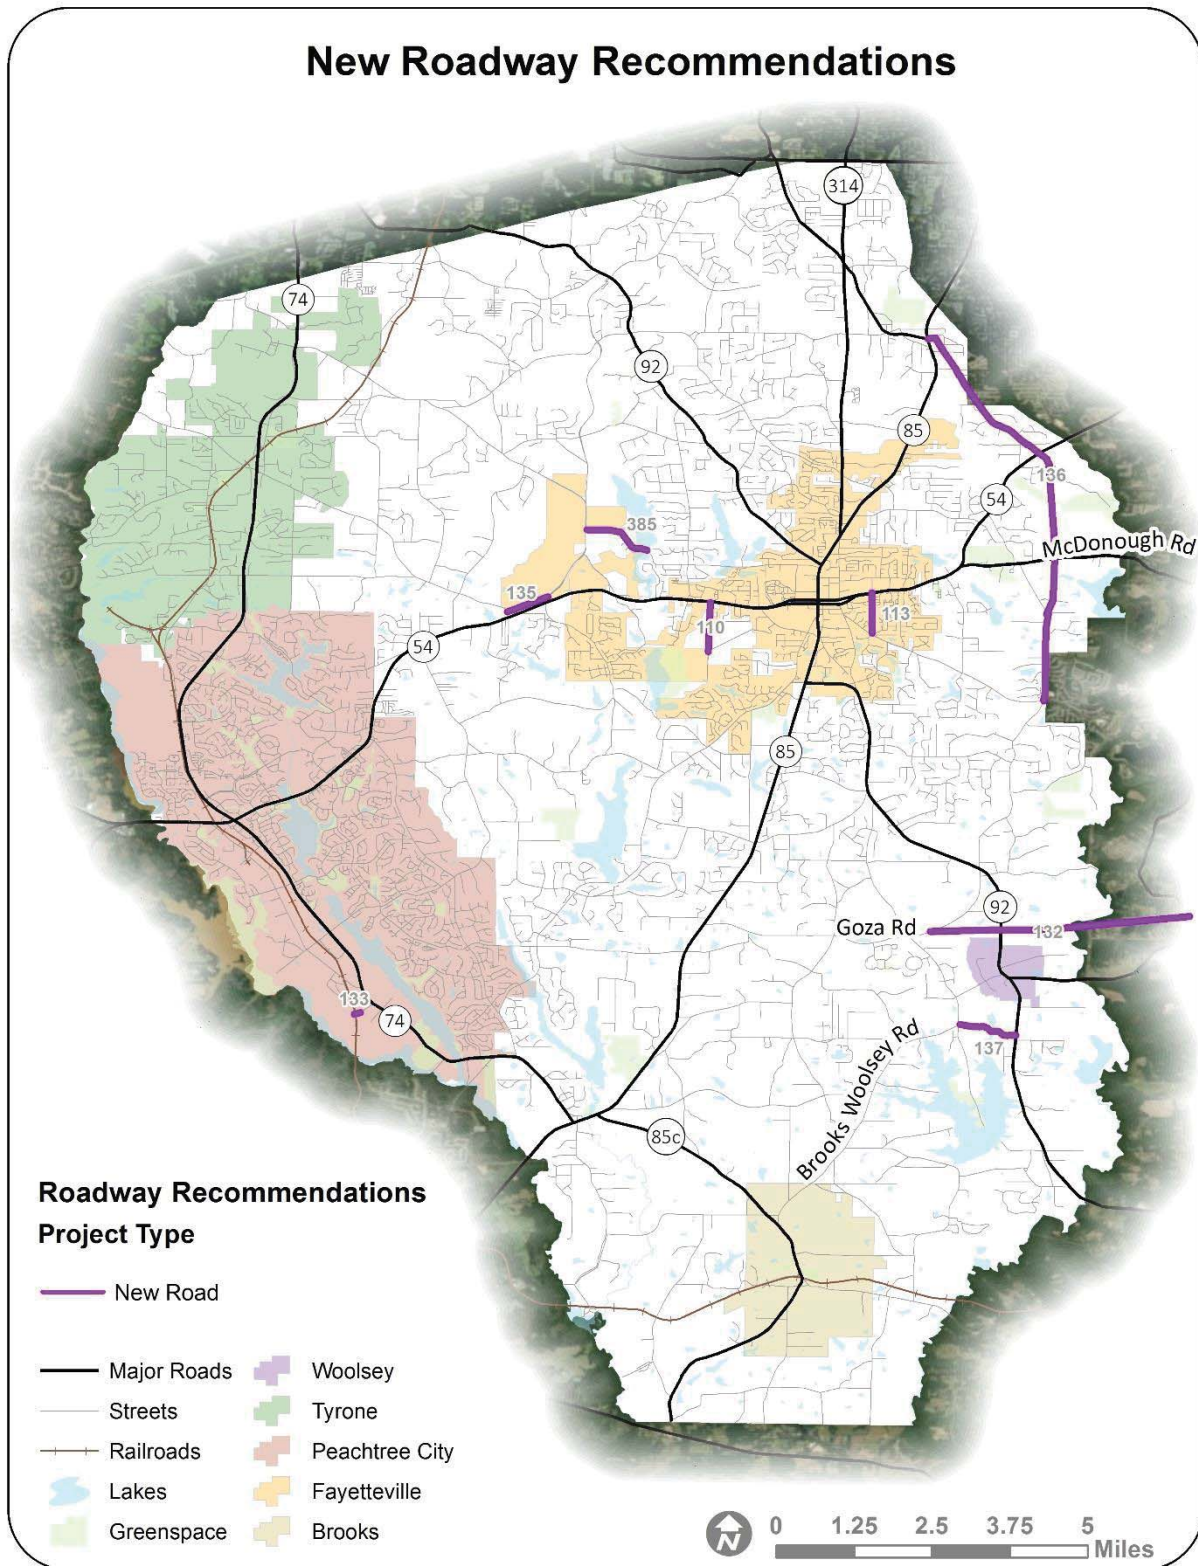 New Roadway Recommendations
314
74
92
85
136
54
385
McDonough Rd
135
113
110
54
85
92
Goza Rd
132
133
74
137
Brooks Woolsey Rd
85c
Roadway Recommendations
Project Type
New Road
Major Roads
Woolsey
Streets
Tyrone
Railroads
Peachtree City
Lakes
Fayetteville
Greenspace
Brooks
0 1.25 2.5 3.75 5
Miles